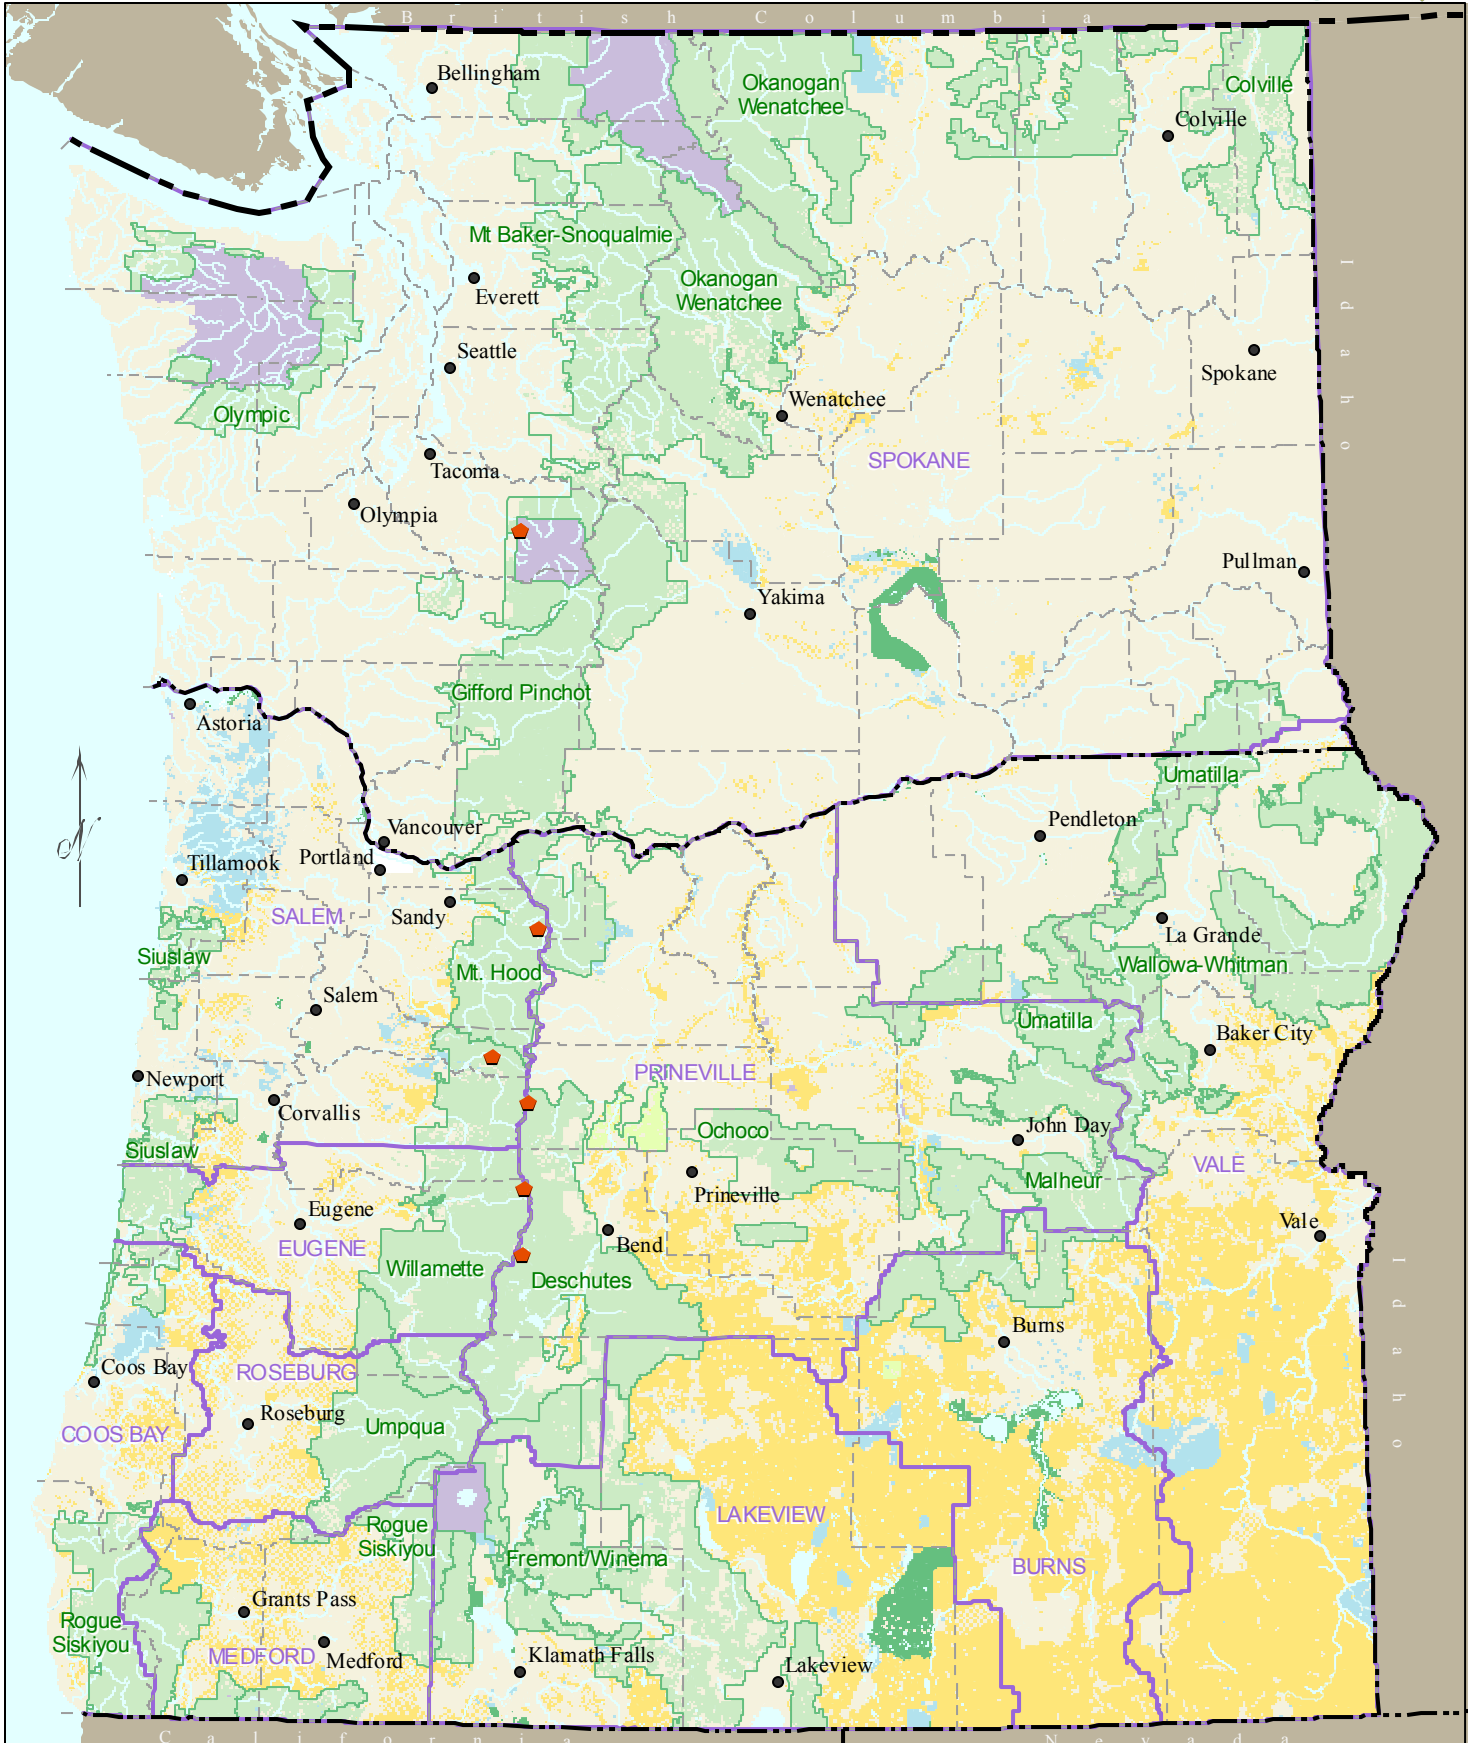 British Columbia
Bellingham
Okanogan
Wenatchee
Colville
Colville
Mt Baker-Snoqualmie
Okanogan
Wenatchee
Everett
Idaho
Seattle
Spokane
Olympic
Wenatchee
SPOKANE
Tacoma
Olympia
Pullman
Yakima
Gifford Pinchot
Astoria
Umatilla
Vancouver
Pendleton
N
Portland
Tillamook
Sandy
SALEM
La Grande
Siuslaw
Mt. Hood
Wallowa-Whitman
Salem
Umatilla
Baker City
Newport
PRINEVILLE
Corvallis
Ochoco
John Day
Siuslaw
VALE
Malheur
Prineville
Eugene
Vale
EUGENE
Bend
Willamette
Deschutes
Idaho
Burns
Coos Bay
ROSEBURG
Roseburg
Umpqua
COOS BAY
LAKEVIEW
Rogue
Siskiyou
Fremont/Winema
BURNS
Grants Pass
Rogue
Siskiyou
MEDFORD
Medford
Klamath Falls
Lakeview
California
Nevada